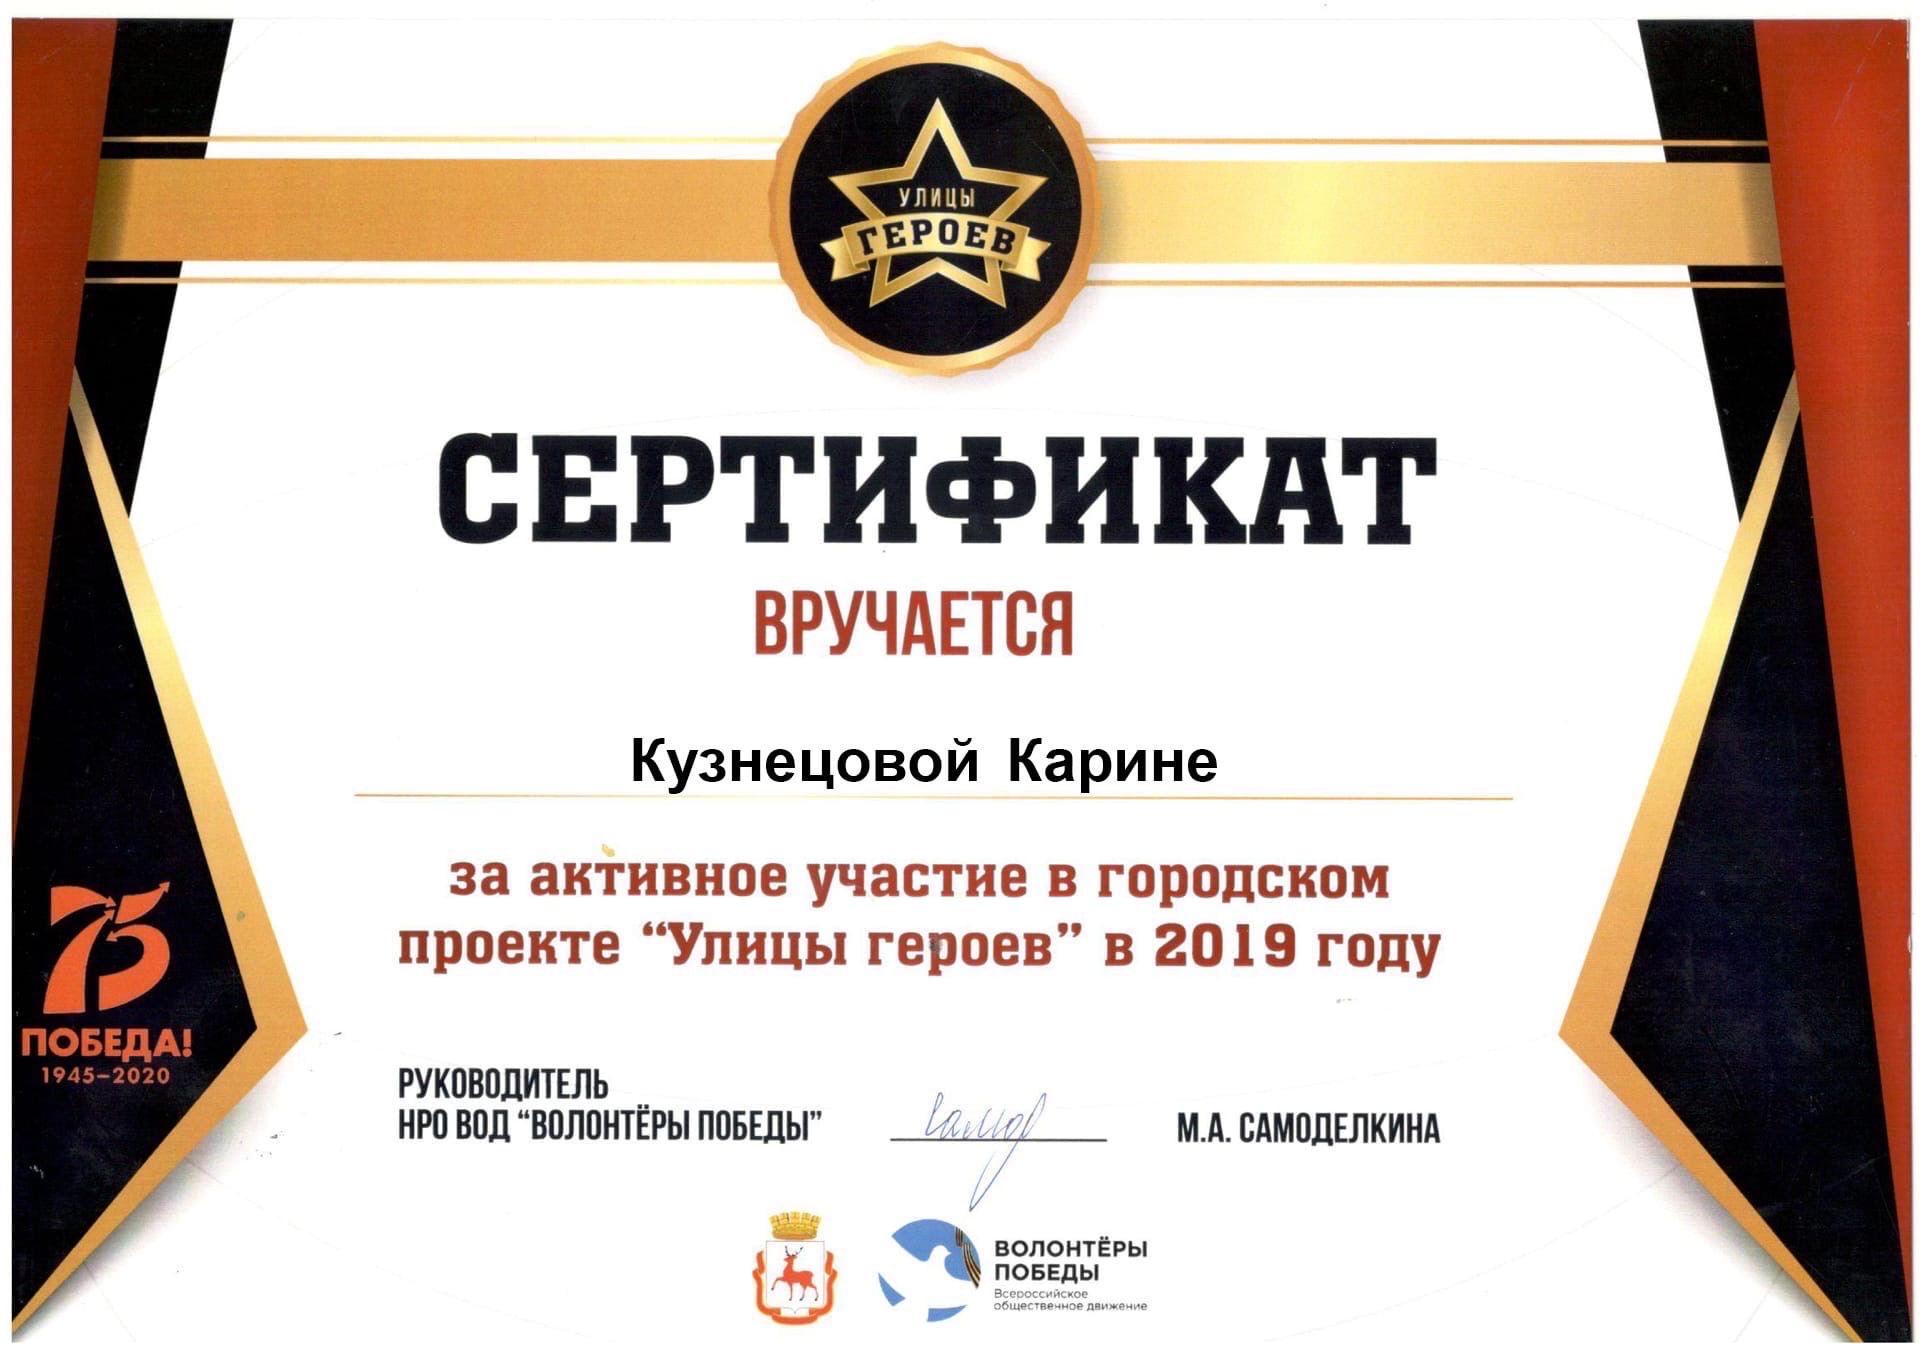 УЛИЦЫ
ГЕРОЕВ
СЕРТИФИКАТ
ВРУЧАЕТСЯ
Кузнецовой Карине
за активное участие в городском
проекте “Улицы героев” в 2019 году
75
ПОБЕДА!
1945–2020
РУКОВОДИТЕЛЬ
НРО ВОД “ВОЛОНТЁРЫ ПОБЕДЫ”
М.А. САМОДЕЛКИНА
ВОЛОНТЁРЫ
ПОБЕДЫ
Всероссийское
общественное движение